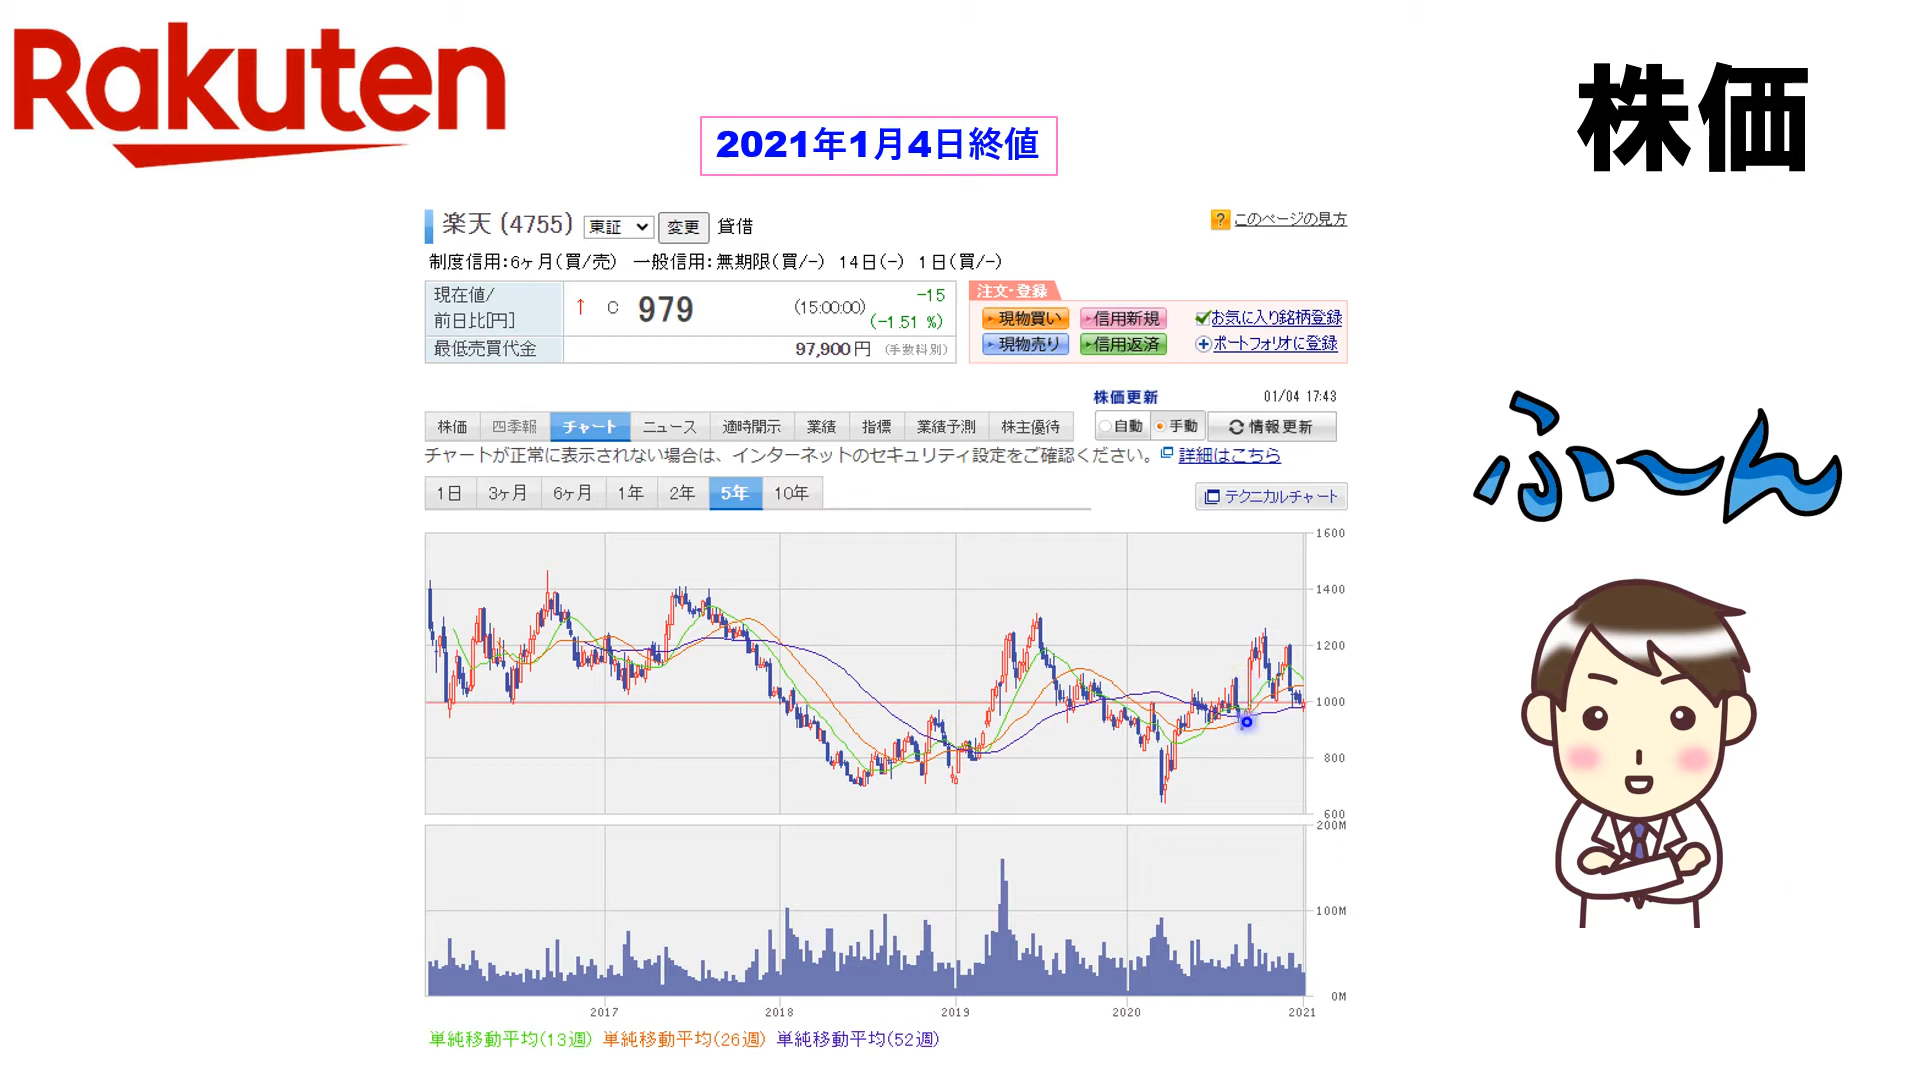 Rakuten
株価
2021年1月4日終値
楽天 (4755) 東証 変更 貸借
? このページの見方
制度信用:6ヶ月(買/売) 一般信用:無期限(買/-) 14日(-) 1日(買/-)
現在値/
前日比[円]
↑ C 979 (15:00:00) -15
(-1.51 %)
最低売買代金 97,900 円 (手数料別)
注文・登録
現物買い 信用新規 お気に入り銘柄登録
現物売り 信用返済 ポートフォリオに登録
株価更新 01/04 17:43
自動 手動 情報更新
株価 四季報 チャート ニュース 適時開示 業績 指標 業績予測 株主優待
チャートが正常に表示されない場合は、インターネットのセキュリティ設定をご確認ください。 詳細はこちら
1日 3ヶ月 6ヶ月 1年 2年 5年 10年
テクニカルチャート
1600
1400
1200
1000
800
600
200M
100M
0M
2017 2018 2019 2020 2021
単純移動平均(13週) 単純移動平均(26週) 単純移動平均(52週)
ふ〜ん